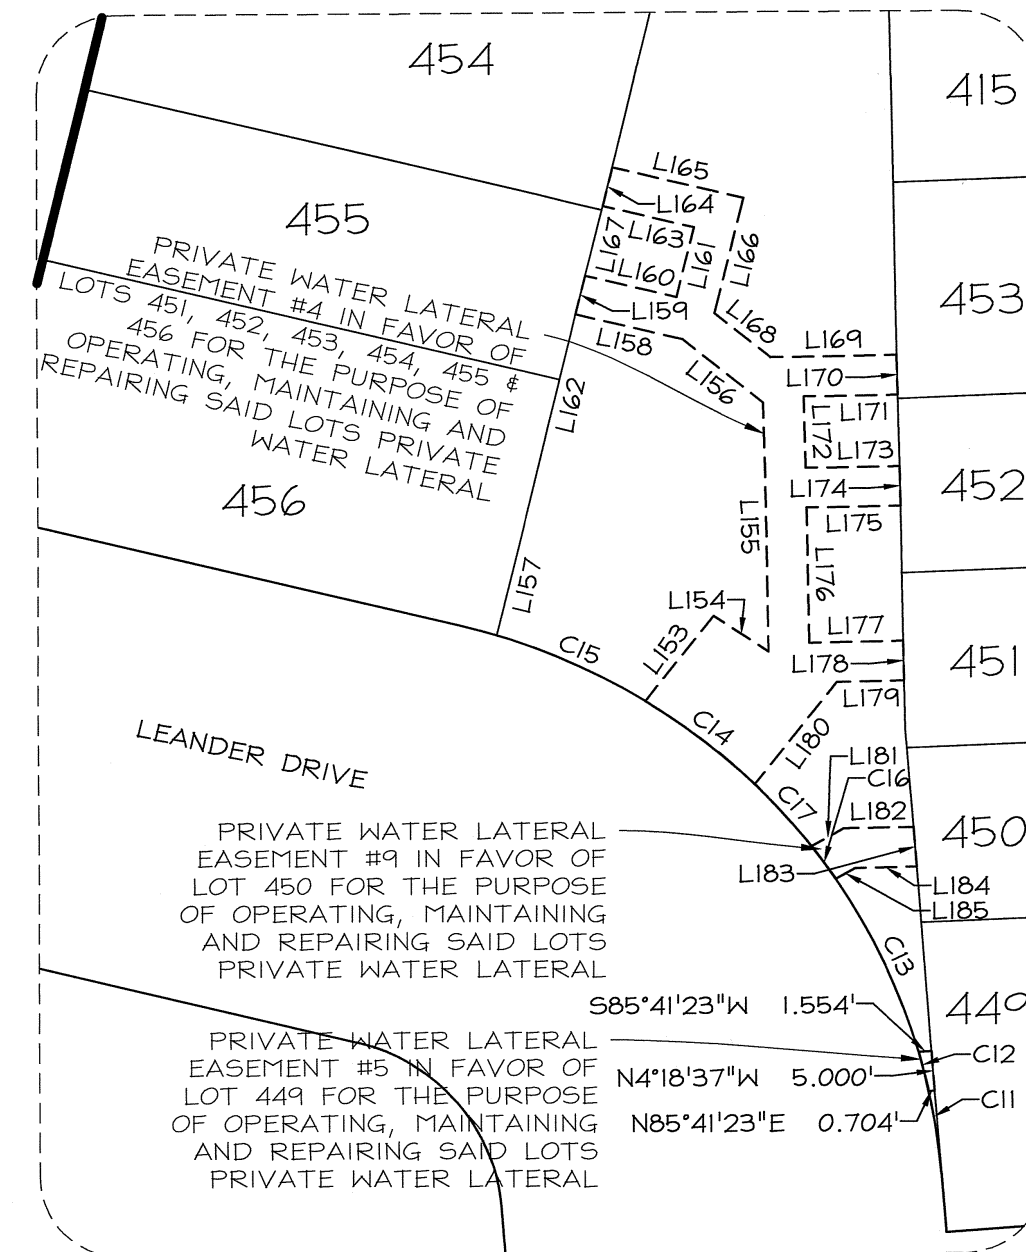 454
415
L165
L164
455
L167
L163
L161
L166
453
PRIVATE WATER LATERAL
EASEMENT #4 IN FAVOR OF
LOTS 451, 452, 453, 454, 455 &
456 FOR THE PURPOSE OF
OPERATING, MAINTAINING AND
REPAIRING SAID LOTS PRIVATE
WATER LATERAL
L160
L159
L168
L158
L169
L156
L170
L162
L171
L172
L173
456
L174
452
L175
L155
L176
L157
L154
L177
C15
L153
L178
451
L179
C14
L180
LEANDER DRIVE
L181
C16
C17
L182
PRIVATE WATER LATERAL
EASEMENT #9 IN FAVOR OF
LOT 450 FOR THE PURPOSE
OF OPERATING, MAINTAINING
AND REPAIRING SAID LOTS
PRIVATE WATER LATERAL
450
L183
L184
L185
C13
S85°41'23"W 1.554'
449
PRIVATE WATER LATERAL
EASEMENT #5 IN FAVOR OF
LOT 449 FOR THE PURPOSE
OF OPERATING, MAINTAINING
AND REPAIRING SAID LOTS
PRIVATE WATER LATERAL
C12
N4°18'37"W 5.000'
C11
N85°41'23"E 0.704'